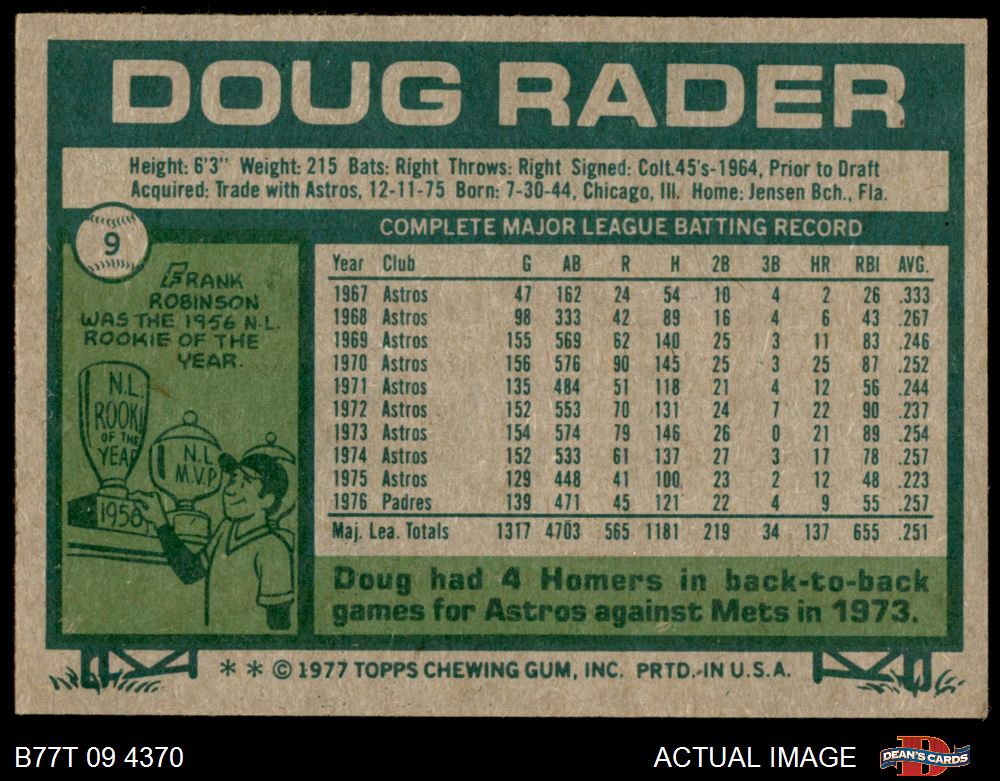 DOUG RADER
Height: 6'3" Weight: 215 Bats: Right Throws: Right Signed: Colt.45's-1964, Prior to Draft
Acquired: Trade with Astros, 12-11-75 Born: 7-30-44, Chicago, Ill. Home: Jensen Bch., Fla.
9
FRANK
ROBINSON
WAS THE 1956 N.L.
ROOKIE OF THE
YEAR.
N.L.
ROOKI
OF THE
YEAR
1956
N.L.
M.V.P
COMPLETE MAJOR LEAGUE BATTING RECORD
Year Club G AB R H 2B 3B HR RBI AVG.
1967 Astros 47 162 24 54 10 4 2 26 .333
1968 Astros 98 333 42 89 16 4 6 43 .267
1969 Astros 155 569 62 140 25 3 11 83 .246
1970 Astros 156 576 90 145 25 3 25 87 .252
1971 Astros 135 484 51 118 21 4 12 56 .244
1972 Astros 152 553 70 131 24 7 22 90 .237
1973 Astros 154 574 79 146 26 0 21 89 .254
1974 Astros 152 533 61 137 27 3 17 78 .257
1975 Astros 129 448 41 100 23 2 12 48 .223
1976 Padres 139 471 45 121 22 4 9 55 .257
Maj. Lea. Totals 1317 4703 565 1181 219 34 137 655 .251
Doug had 4 Homers in back-to-back
games for Astros against Mets in 1973.
* * © 1977 TOPPS CHEWING GUM, INC. PRTD. IN U.S.A.
B77T 09 4370
ACTUAL IMAGE
D
DEAN'S CARDS